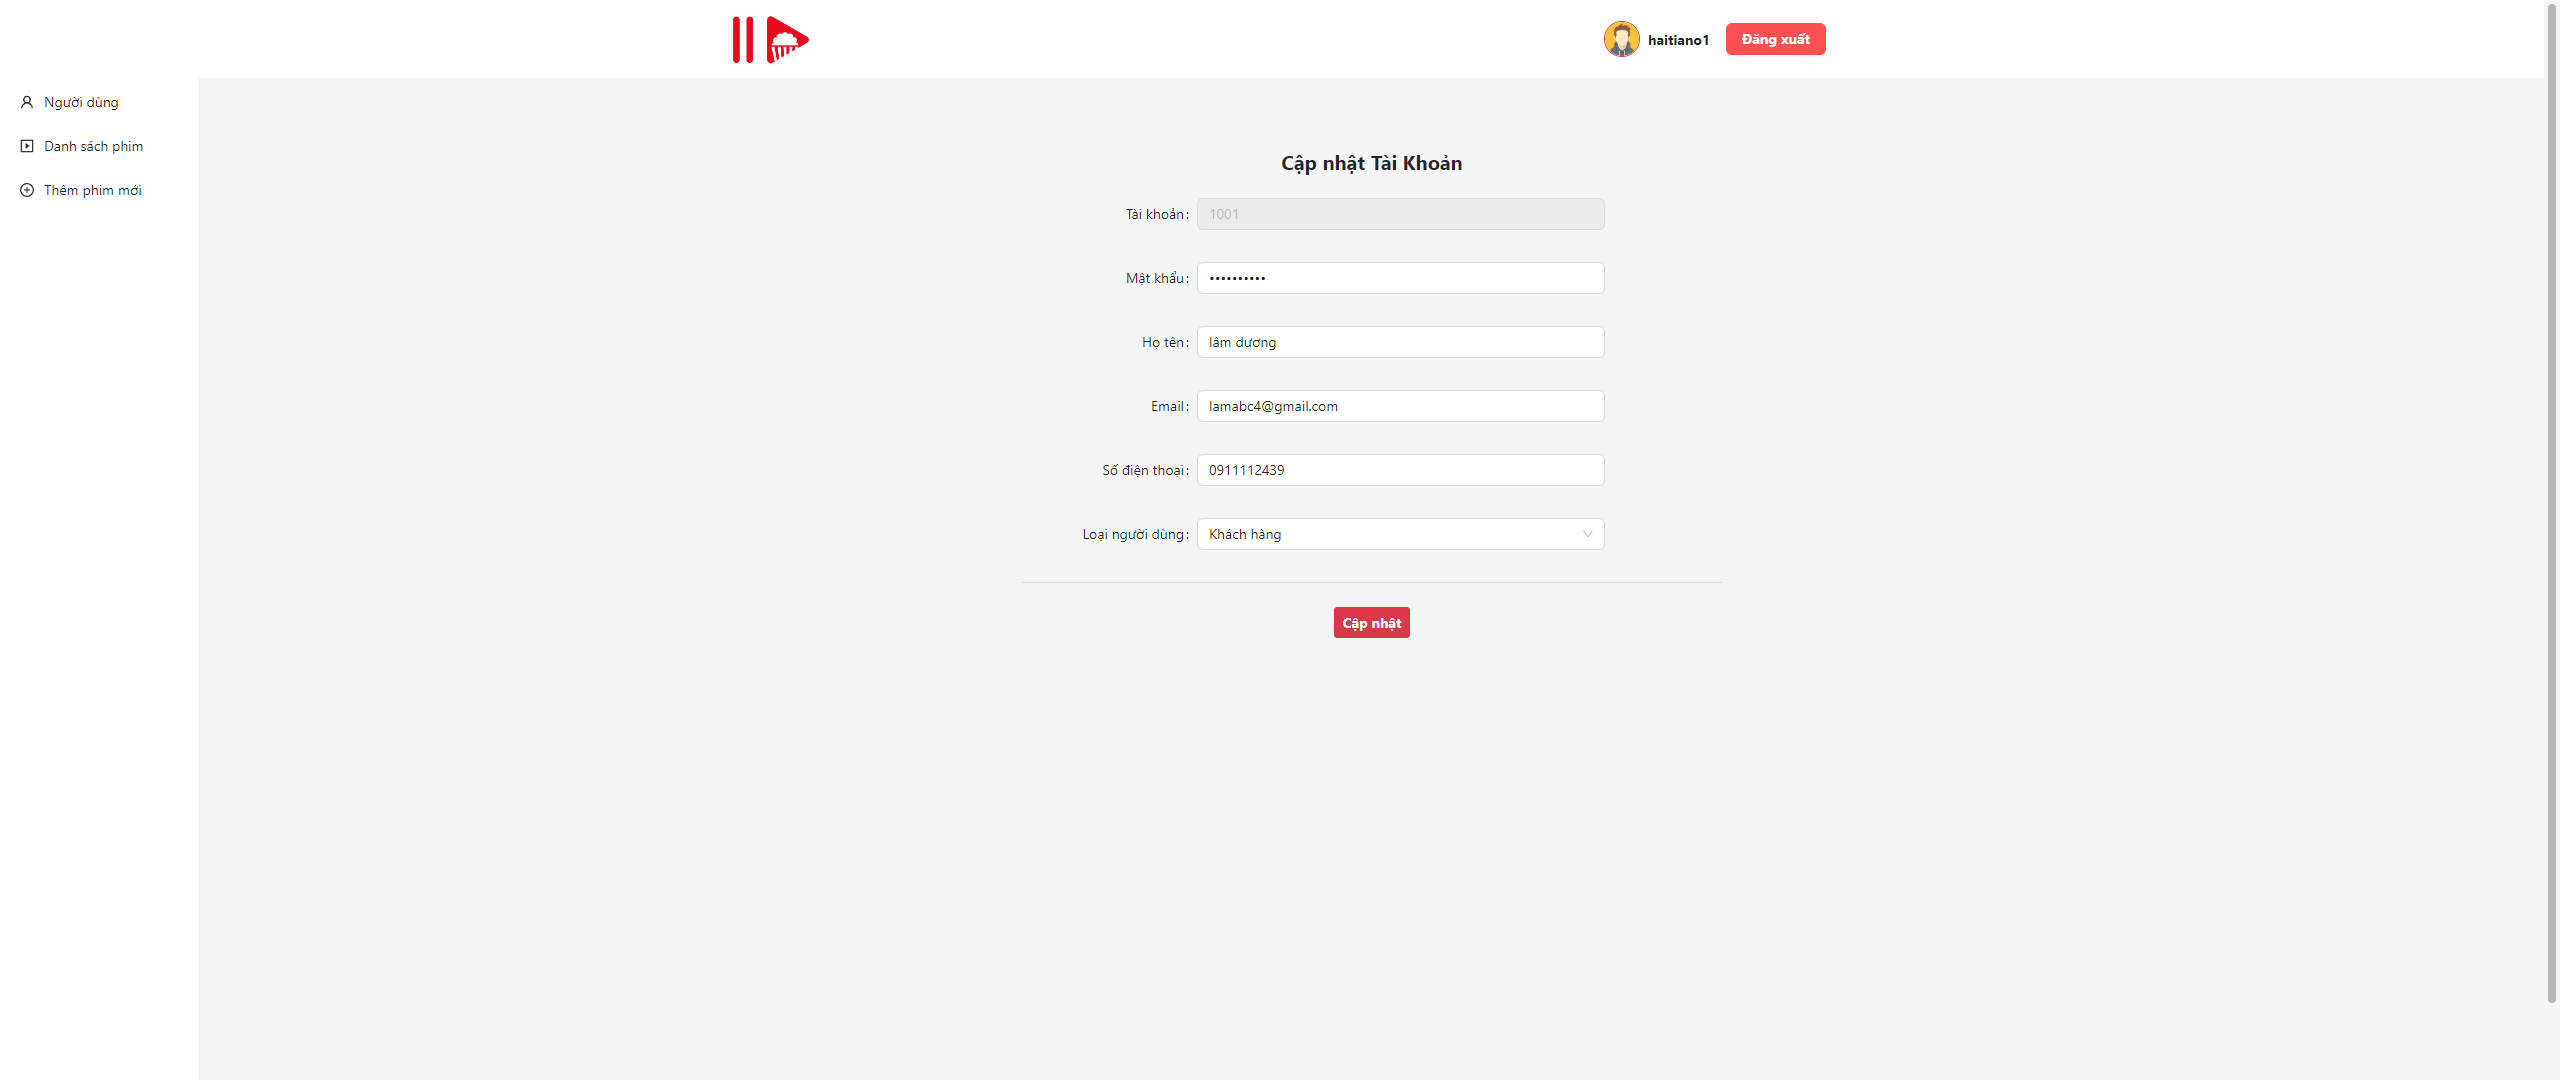 haitiano1
Đăng xuất
Người dùng
Danh sách phim
Thêm phim mới
Cập nhật Tài Khoản
Tài khoản: 1001
Mật khẩu: ••••••••••
Họ tên: lâm dương
Email: lamabc4@gmail.com
Số điện thoại: 0911112439
Loại người dùng: Khách hàng
Cập nhật